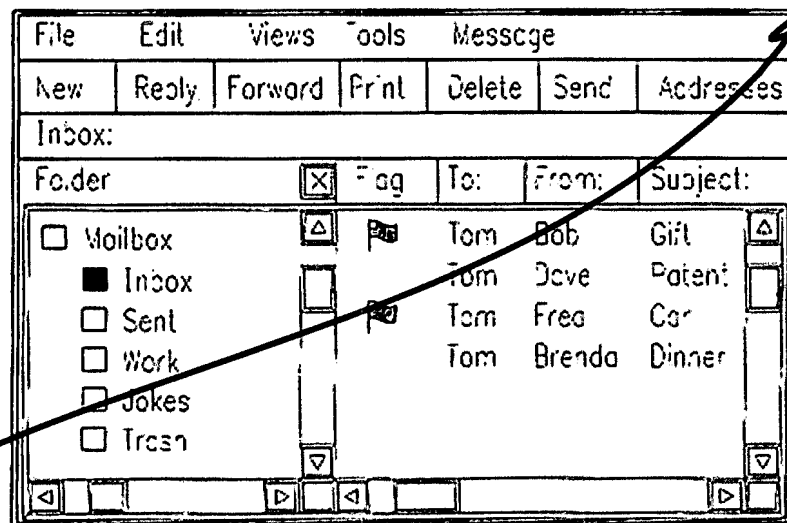 File Edit Views Tools Message
New Reply Forward Print Delete Send Addresses
Inbox:
Folder Flag To: From: Subject:
Mailbox Tom Bob Gift
Inbox Tom Dave Patent
Sent Tom Fred Car
Work Tom Brenda Dinner
Jokes
Trash